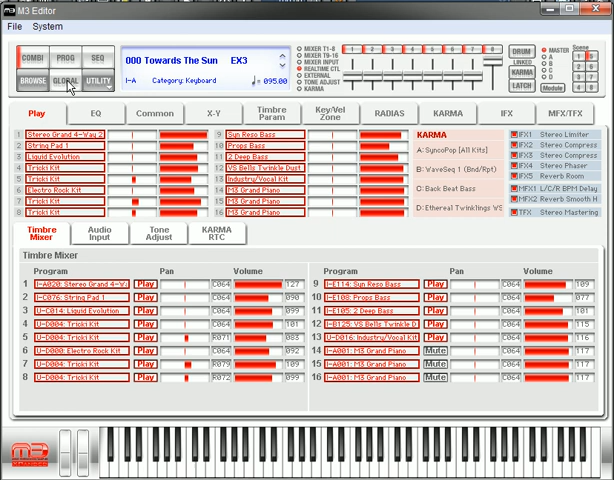 M3 Editor
File System
COMBI PROG SEQ
BROWSE GLOBAL UTILITY
000 Towards The Sun EX3
I-A Category: Keyboard ♩= 095.00
MIXER T1-8
MIXER T9-16
MIXER INPUT
REALTIME CTL
EXTERNAL
TONE ADJUST
KARMA
1 2 3 4 5 6 7 8
DRUM
LINKED
KARMA
LATCH
MASTER
A
B
C
D
Module
Scene
1 5
2 6
3 7
4 8
Play EQ Common X-Y Timbre Param Key/Vel Zone RADIAS KARMA IFX MFX/TFX
1 Stereo Grand 4-Way 2 9 Sun Reso Bass
2 String Pad 1 10 Props Bass
3 Liquid Evolution 11 2 Deep Bass
4 Tricki Kit 12 VS Bells Twinkle Dust
5 Tricki Kit 13 Industry/Vocal Kit
6 Electro Rock Kit 14 M3 Grand Piano
7 Tricki Kit 15 M3 Grand Piano
8 Tricki Kit 16 M3 Grand Piano
KARMA
A: SyncoPop [All Kits]
B: WaveSeq 1 (Bnd/Rpt)
C: Back Beat Bass
D: Ethereal Twinklings VS
IFX1 Stereo Limiter
IFX2 Stereo Compress
IFX3 Stereo Compress
IFX4 Stereo Phaser
IFX5 Reverb Room
MFX1 L/C/R BPM Delay
MFX2 Reverb Smooth H
TFX Stereo Mastering
Timbre Mixer Audio Input Tone Adjust KARMA RTC
Timbre Mixer
Program Pan Volume Program Pan Volume
1 I-A020: Stereo Grand 4-W Play C064 127 9 I-E114: Sun Reso Bass Play C064 109
2 I-C076: String Pad 1 Play C064 090 10 I-E108: Props Bass Play C064 077
3 U-C014: Liquid Evolution Play C064 099 11 I-E105: 2 Deep Bass Play C064 101
4 U-D004: Tricki Kit Play C064 101 12 I-B125: VS Bells Twinkle D Play C064 115
5 U-D004: Tricki Kit Play R071 083 13 U-D016: Industry/Vocal Kit Play C064 116
6 U-D000: Electro Rock Kit Play C064 092 14 I-A001: M3 Grand Piano Mute C064 117
7 U-D004: Tricki Kit Play R079 109 15 I-A001: M3 Grand Piano Mute C064 117
8 U-D004: Tricki Kit Play R072 099 16 I-A001: M3 Grand Piano Mute C064 117
M3